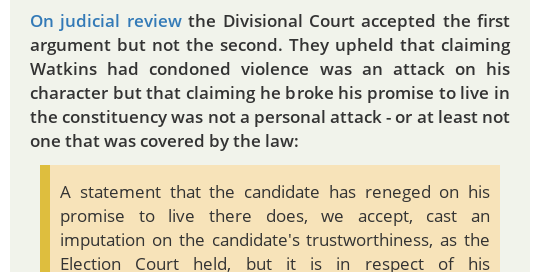 On judicial review the Divisional Court accepted the first
argument but not the second. They upheld that claiming
Watkins had condoned violence was an attack on his
character but that claiming he broke his promise to live in
the constituency was not a personal attack - or at least not
one that was covered by the law:
A statement that the candidate has reneged on his
promise to live there does, we accept, cast an
imputation on the candidate's trustworthiness, as the
Election Court held, but it is in respect of his